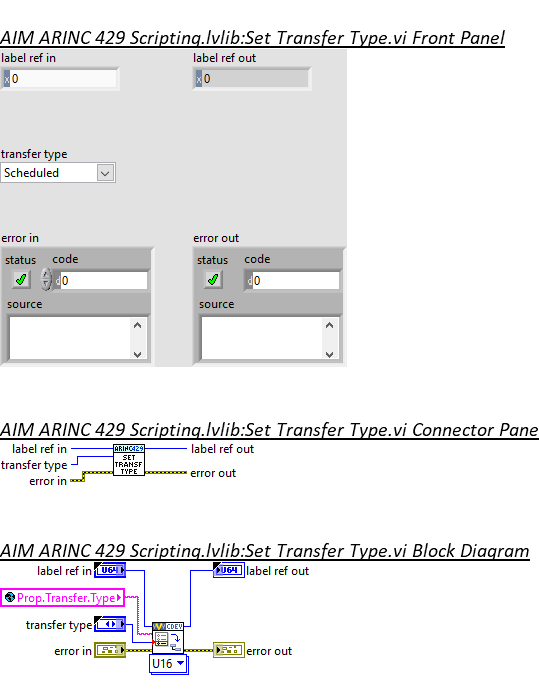 AIM ARINC 429 Scripting.lvlib:Set Transfer Type.vi Front Panel
label ref in
label ref out
x 0
x 0
transfer type
Scheduled
error in
error out
status code
status code
d 0
d 0
source
source
AIM ARINC 429 Scripting.lvlib:Set Transfer Type.vi Connector Pane
label ref in
label ref out
transfer type
error in
error out
ARINC429
SET
TRANSF
TYPE
AIM ARINC 429 Scripting.lvlib:Set Transfer Type.vi Block Diagram
label ref in U64
U64 label ref out
Prop.Transfer.Type
transfer type
CDEV
error in
error out
U16